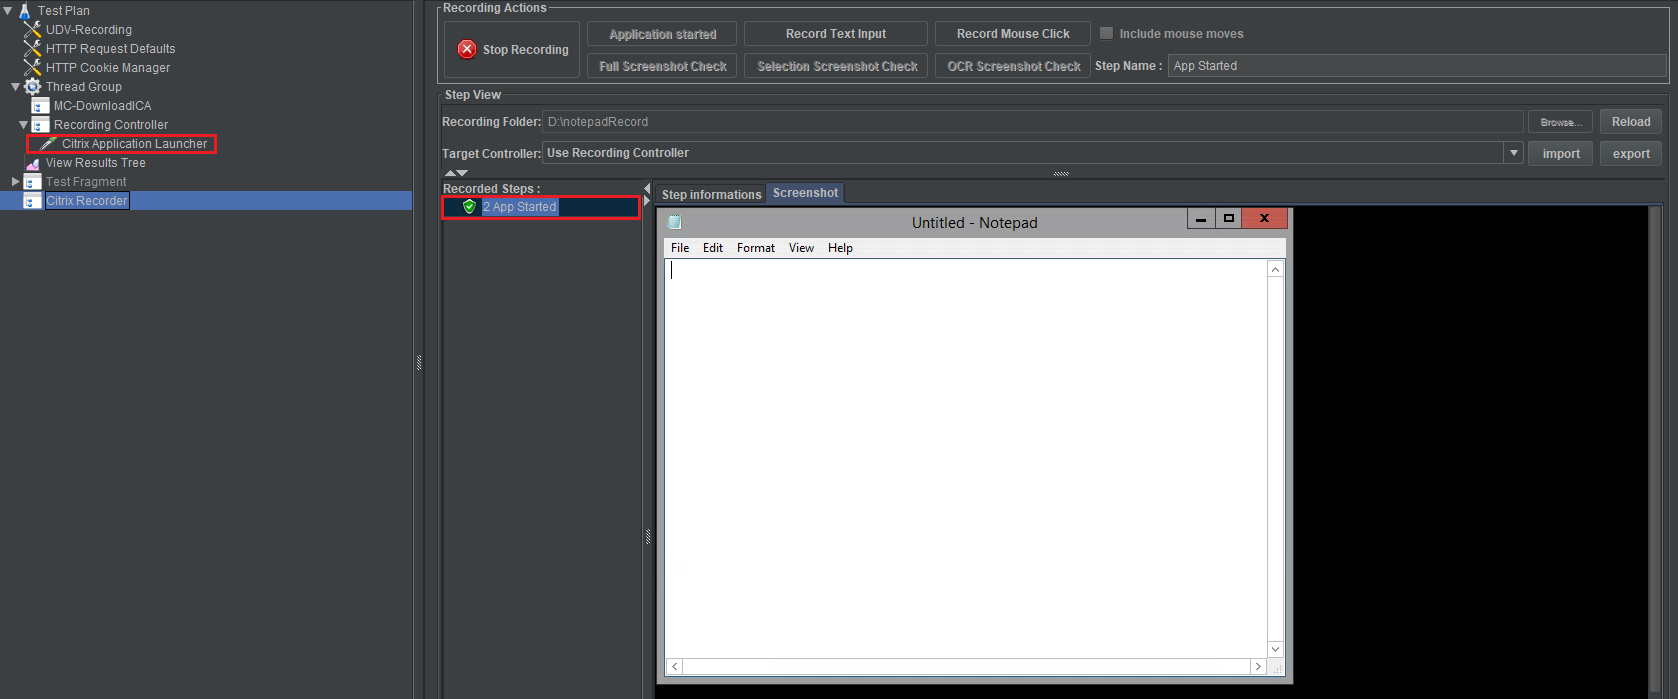 Test Plan
UDV-Recording
HTTP Request Defaults
HTTP Cookie Manager
Thread Group
MC-DownloadICA
Recording Controller
Citrix Application Launcher
View Results Tree
Test Fragment
Citrix Recorder
Recording Actions
Stop Recording
Application started
Record Text Input
Record Mouse Click
Include mouse moves
Full Screenshot Check
Selection Screenshot Check
OCR Screenshot Check
Step Name : App Started
Step View
Recording Folder: D:\notepadRecord
Browse...
Reload
Target Controller: Use Recording Controller
import
export
Recorded Steps :
2 App Started
Step informations
Screenshot
Untitled - Notepad
File Edit Format View Help